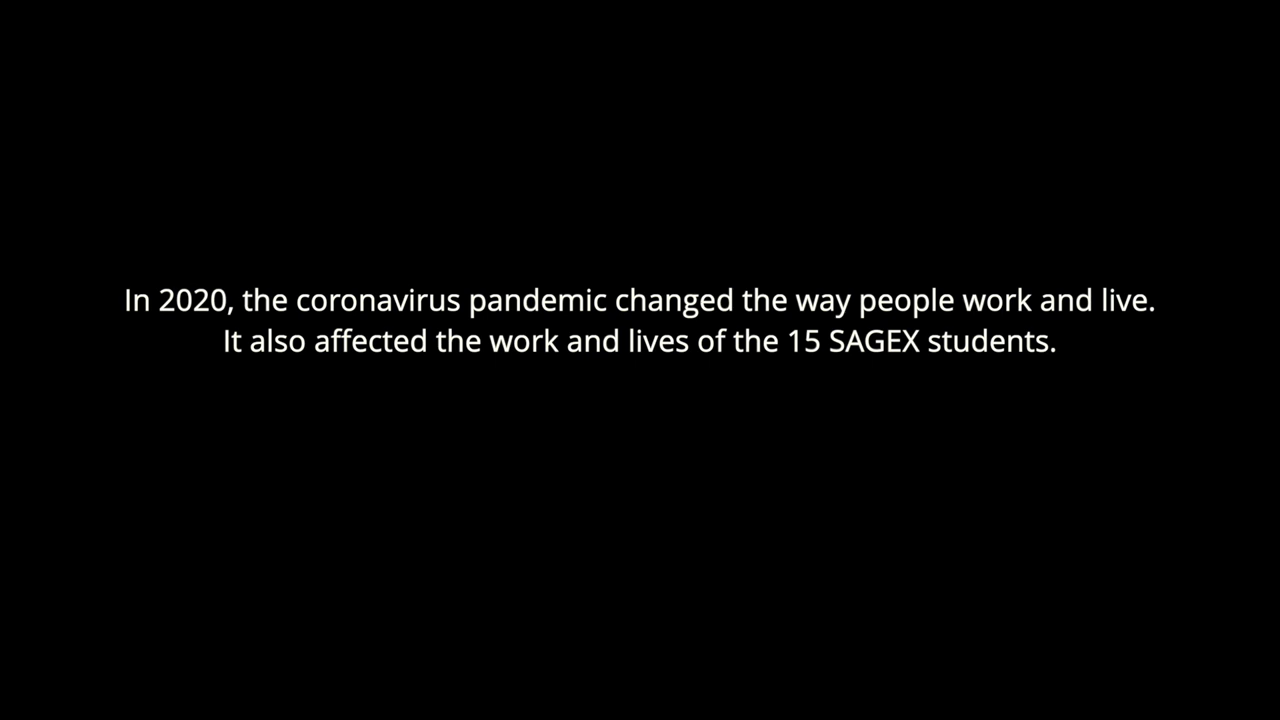 In 2020, the coronavirus pandemic changed the way people work and live.
It also affected the work and lives of the 15 SAGEX students.